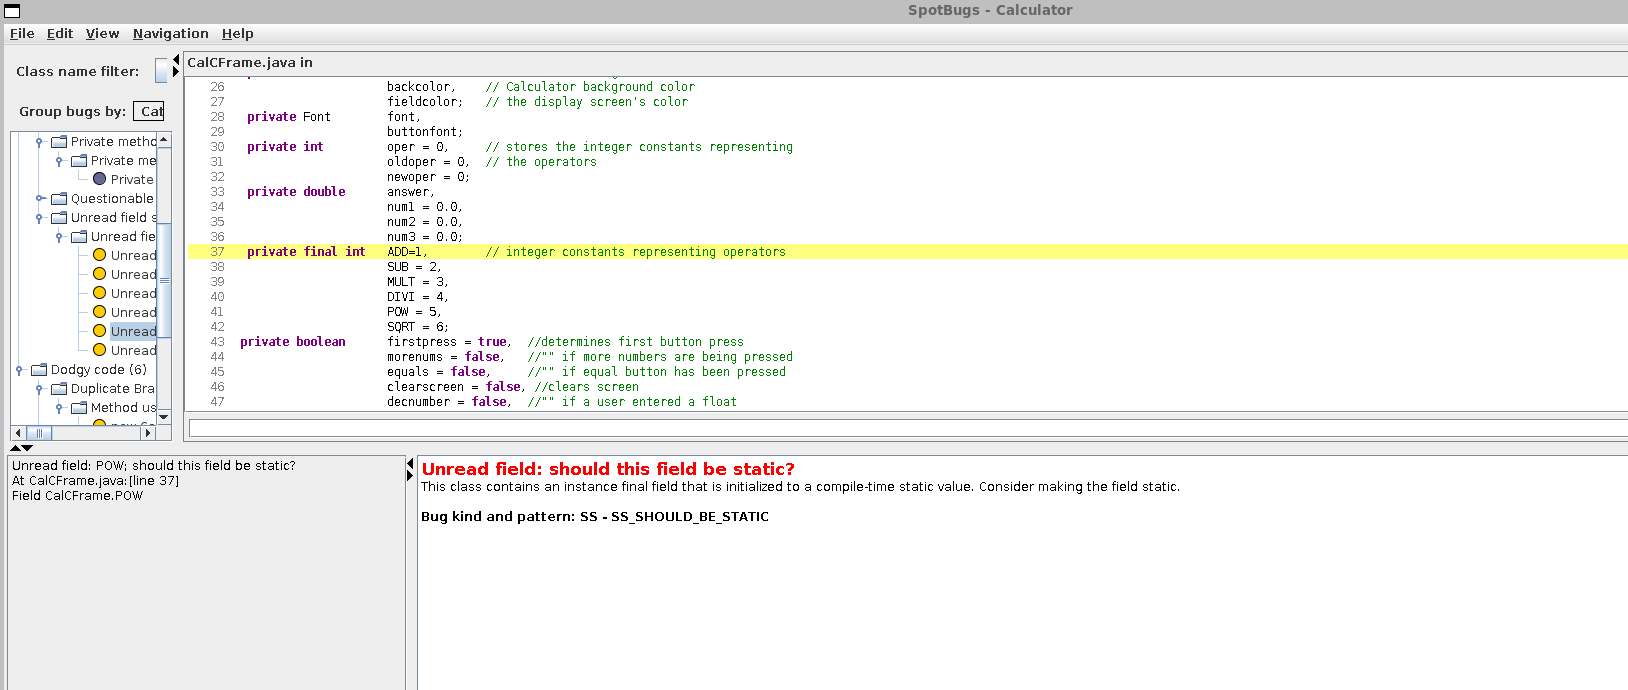 SpotBugs - Calculator
File Edit View Navigation Help
Class name filter:
Group bugs by: Cat
Private metho
Private me
Private
Questionable
Unread field s
Unread fie
Unread
Unread
Unread
Unread
Unread
Unread
Dodgy code (6)
Duplicate Bra
Method us
CalCFrame.java in
26 backcolor, // Calculator background color
27 fieldcolor; // the display screen's color
28 private Font font,
29 buttonfont;
30 private int oper = 0, // stores the integer constants representing
31 oldoper = 0, // the operators
32 newoper = 0;
33 private double answer,
34 num1 = 0.0,
35 num2 = 0.0,
36 num3 = 0.0;
37 private final int ADD=1, // integer constants representing operators
38 SUB = 2,
39 MULT = 3,
40 DIVI = 4,
41 POW = 5,
42 SQRT = 6;
43 private boolean firstpress = true, //determines first button press
44 morenums = false, //"" if more numbers are being pressed
45 equals = false, //"" if equal button has been pressed
46 clearscreen = false, //clears screen
47 decnumber = false, //"" if a user entered a float
Unread field: POW; should this field be static?
At CalCFrame.java:[line 37]
Field CalCFrame.POW
Unread field: should this field be static?
This class contains an instance final field that is initialized to a compile-time static value. Consider making the field static.
Bug kind and pattern: SS - SS_SHOULD_BE_STATIC